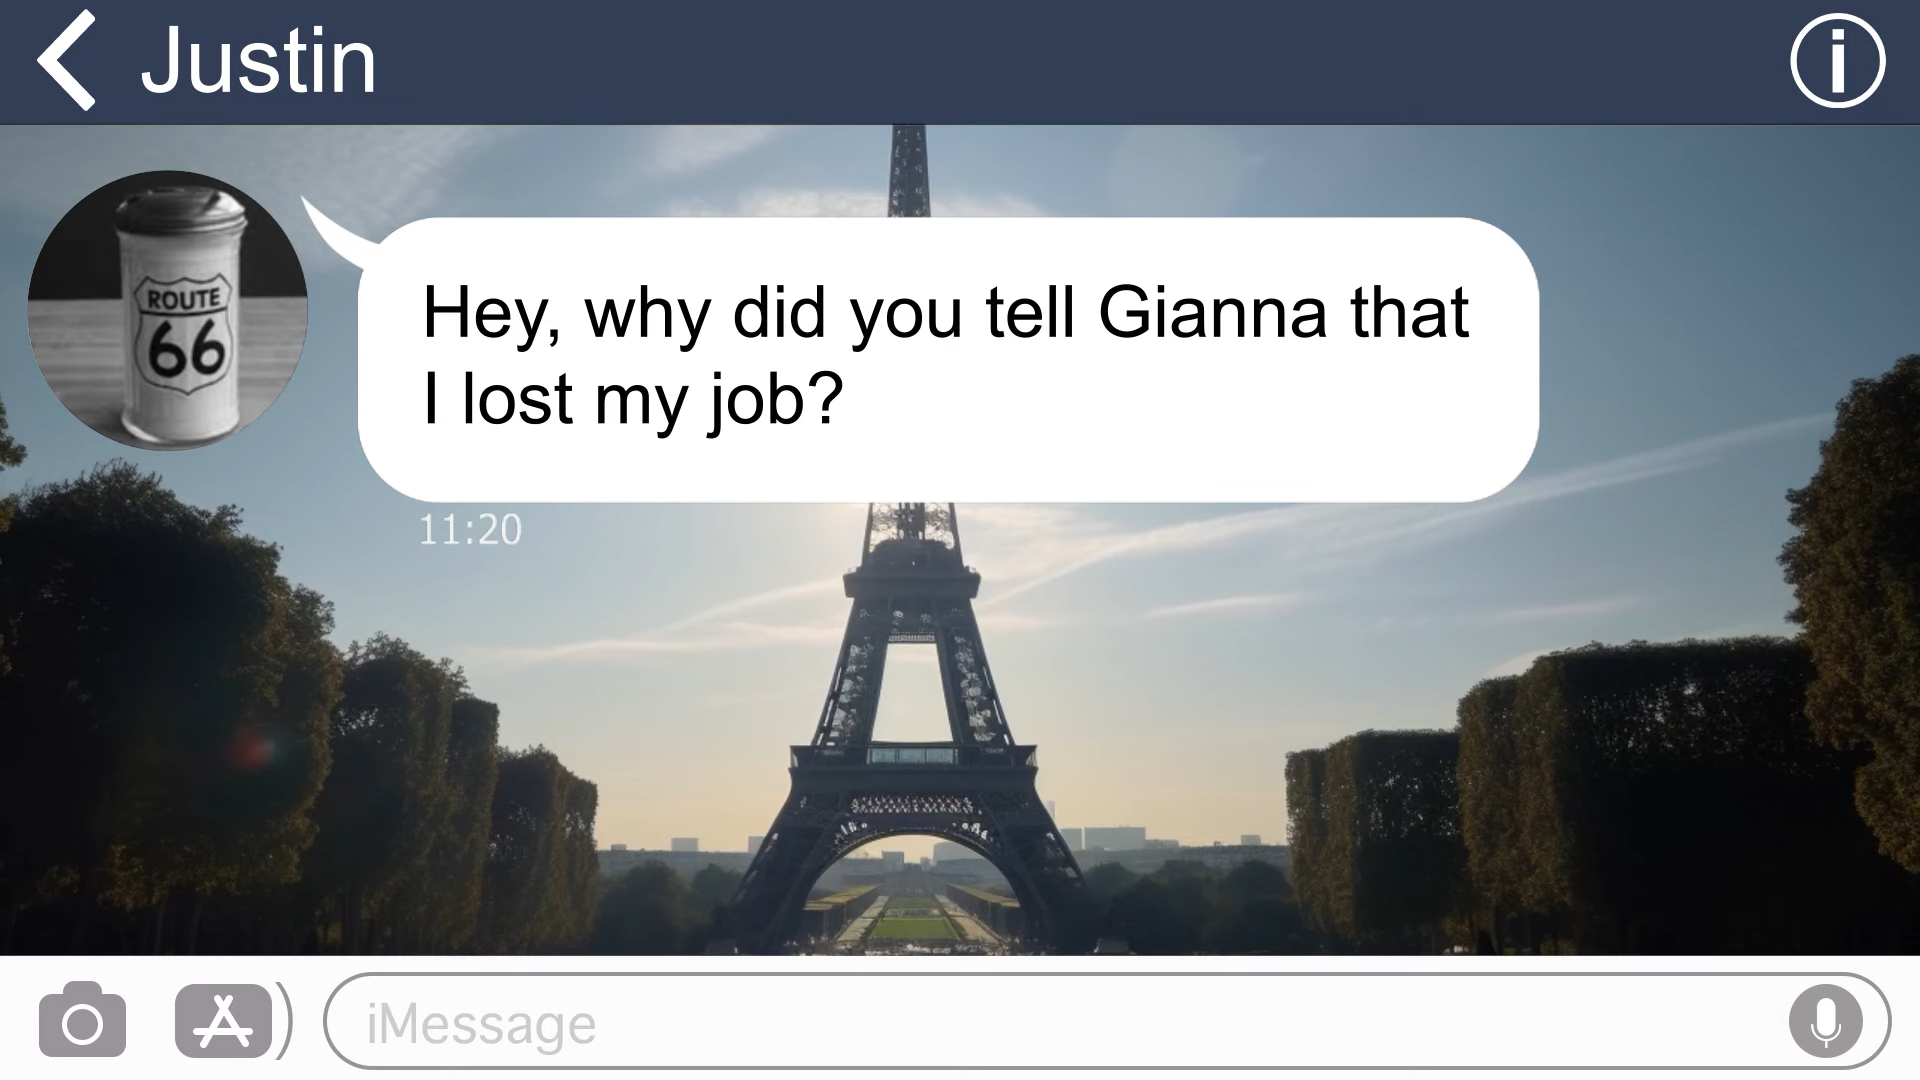 Justin
ROUTE
66
Hey, why did you tell Gianna that
I lost my job?
11:20
iMessage